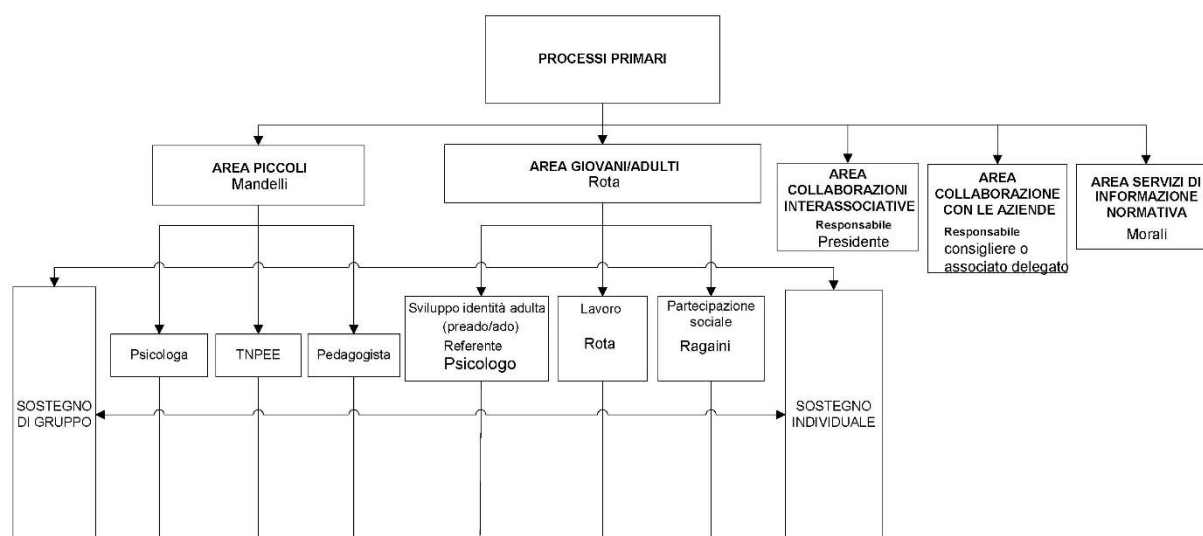 PROCESSI PRIMARI
AREA PICCOLI
Mandelli
AREA GIOVANI/ADULTI
Rota
AREA
COLLABORAZIONI
INTERASSOCIATIVE
Responsabile
Presidente
AREA
COLLABORAZIONE
CON LE AZIENDE
Responsabile
consigliere o
associato delegato
AREA SERVIZI DI
INFORMAZIONE
NORMATIVA
Morali
Psicologa
TNPEE
Pedagogista
Sviluppo identità adulta
(preado/ado)
Referente
Psicologo
Lavoro
Rota
Partecipazione
sociale
Ragaini
SOSTEGNO
DI GRUPPO
SOSTEGNO
INDIVIDUALE